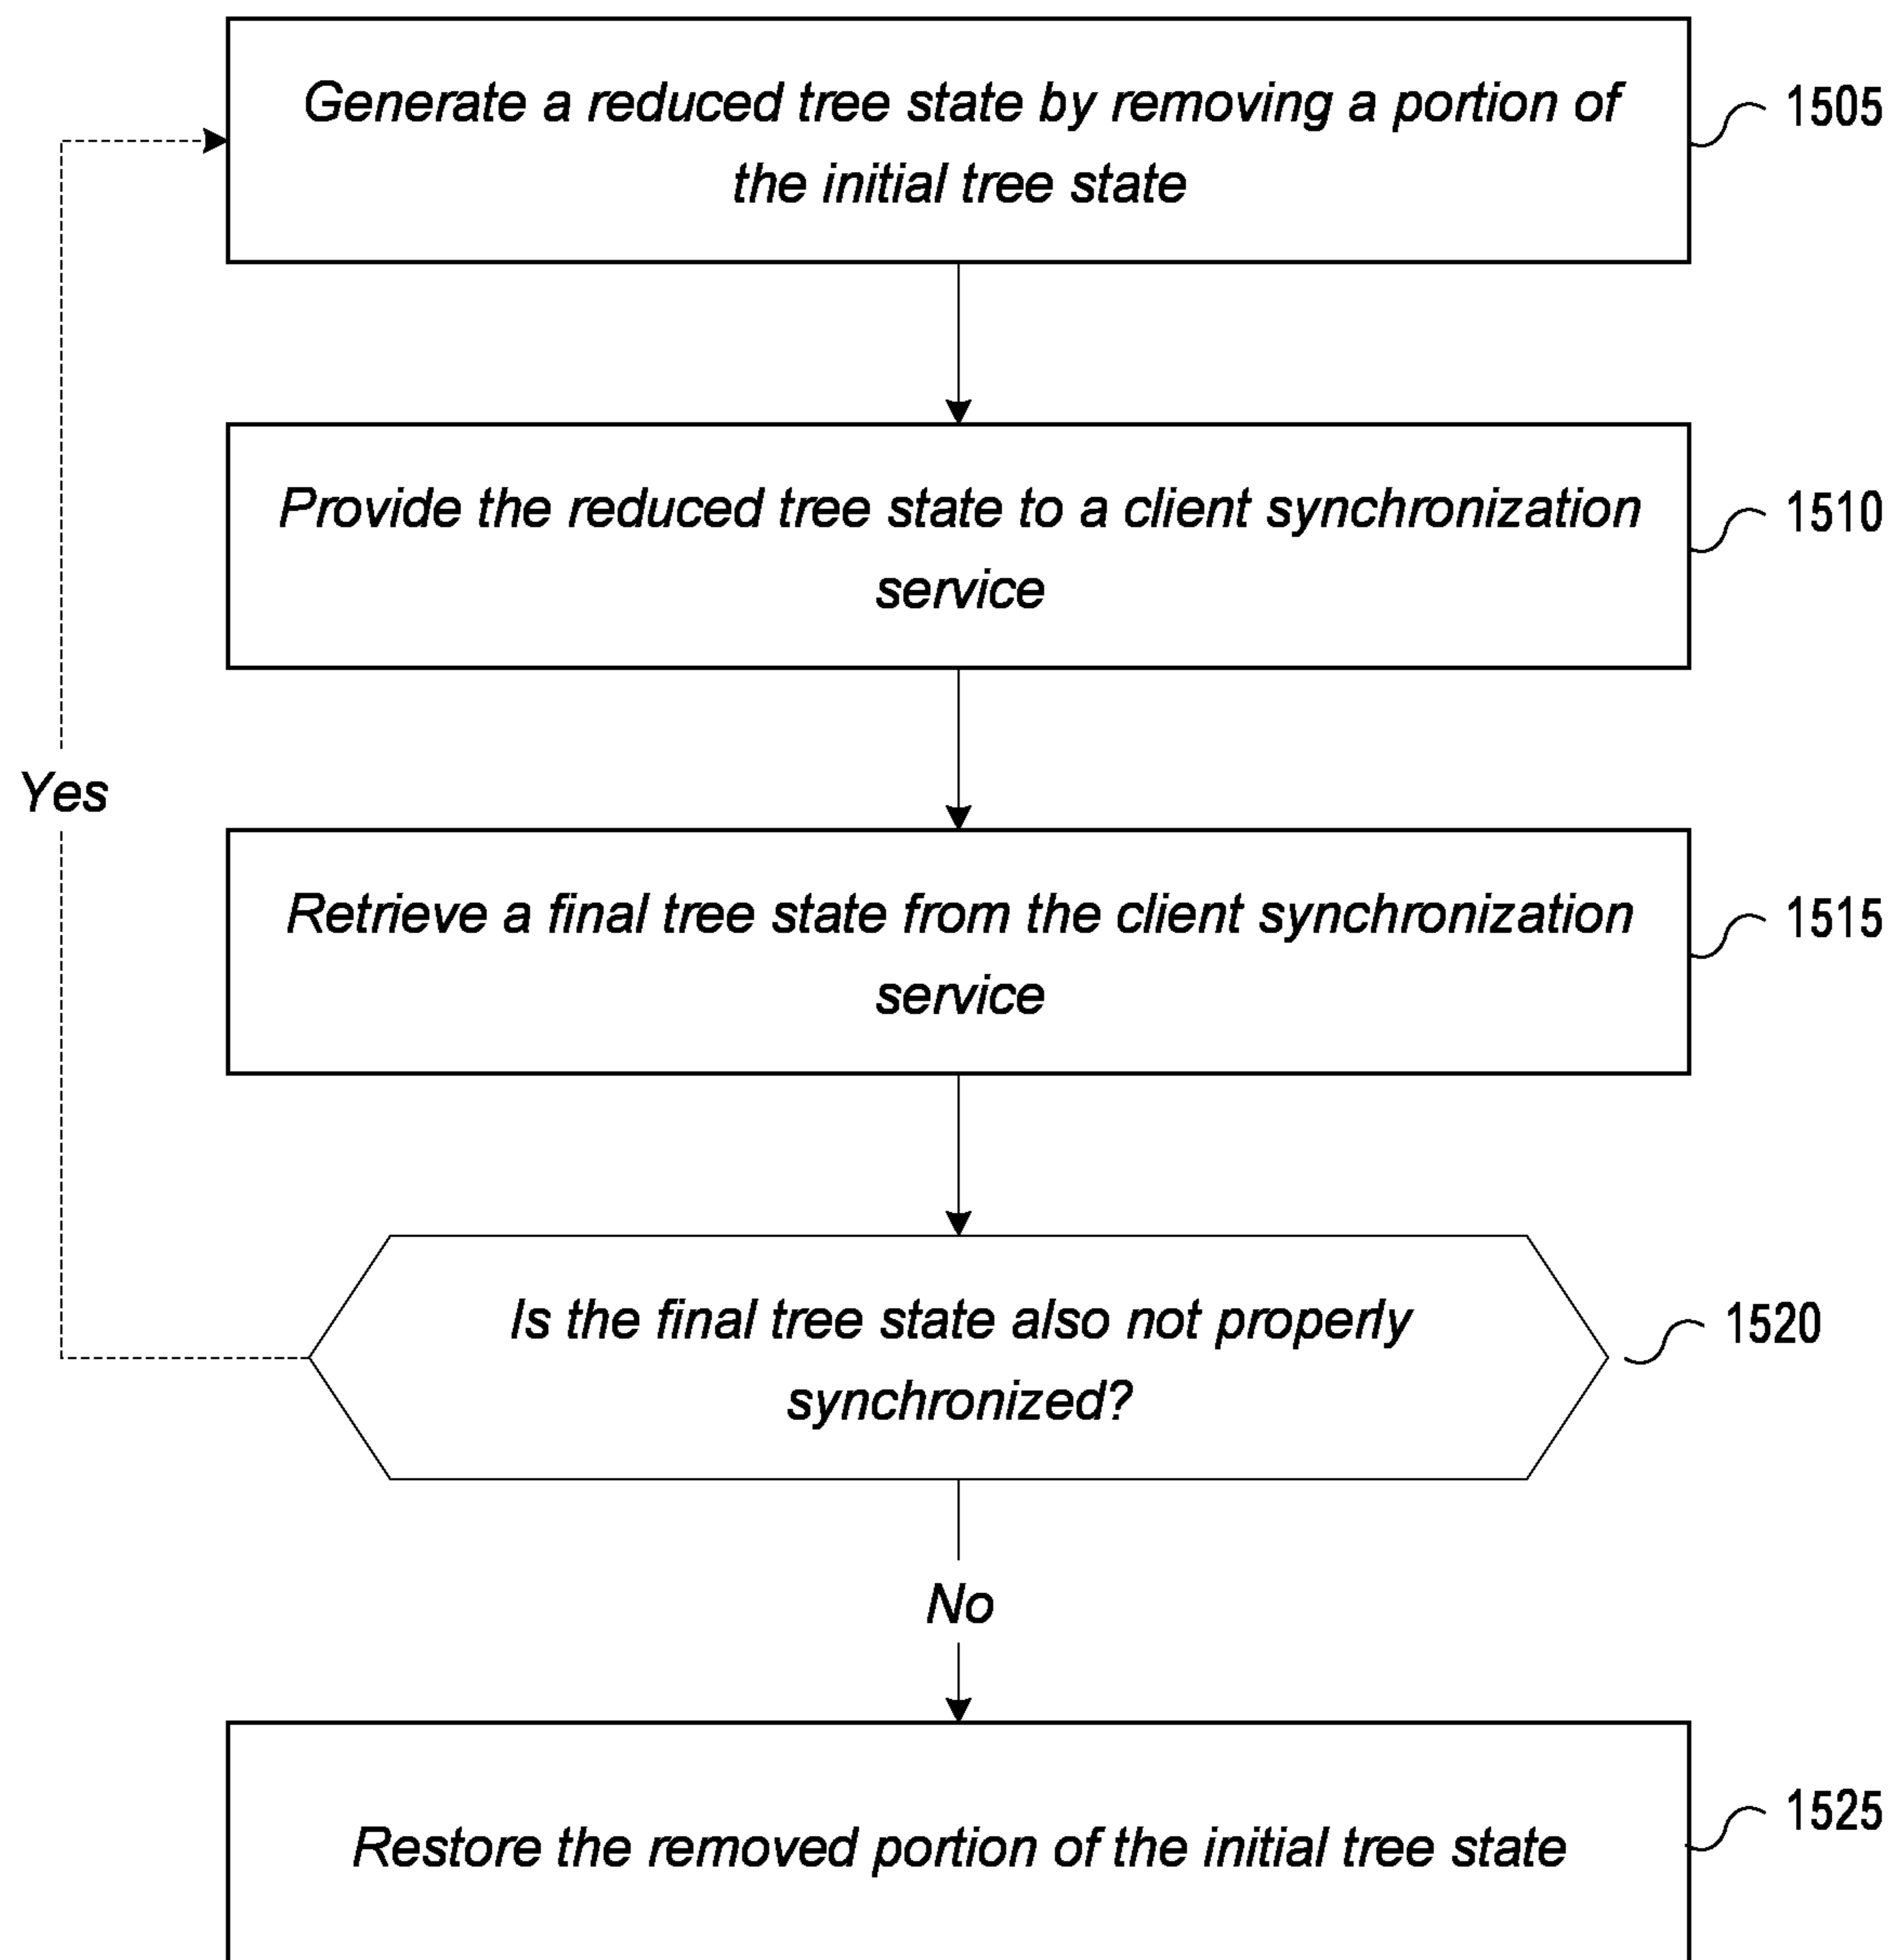 Generate a reduced tree state by removing a portion of
the initial tree state
1505
Provide the reduced tree state to a client synchronization
service
1510
Yes
Retrieve a final tree state from the client synchronization
service
1515
Is the final tree state also not properly
synchronized?
1520
No
Restore the removed portion of the initial tree state
1525